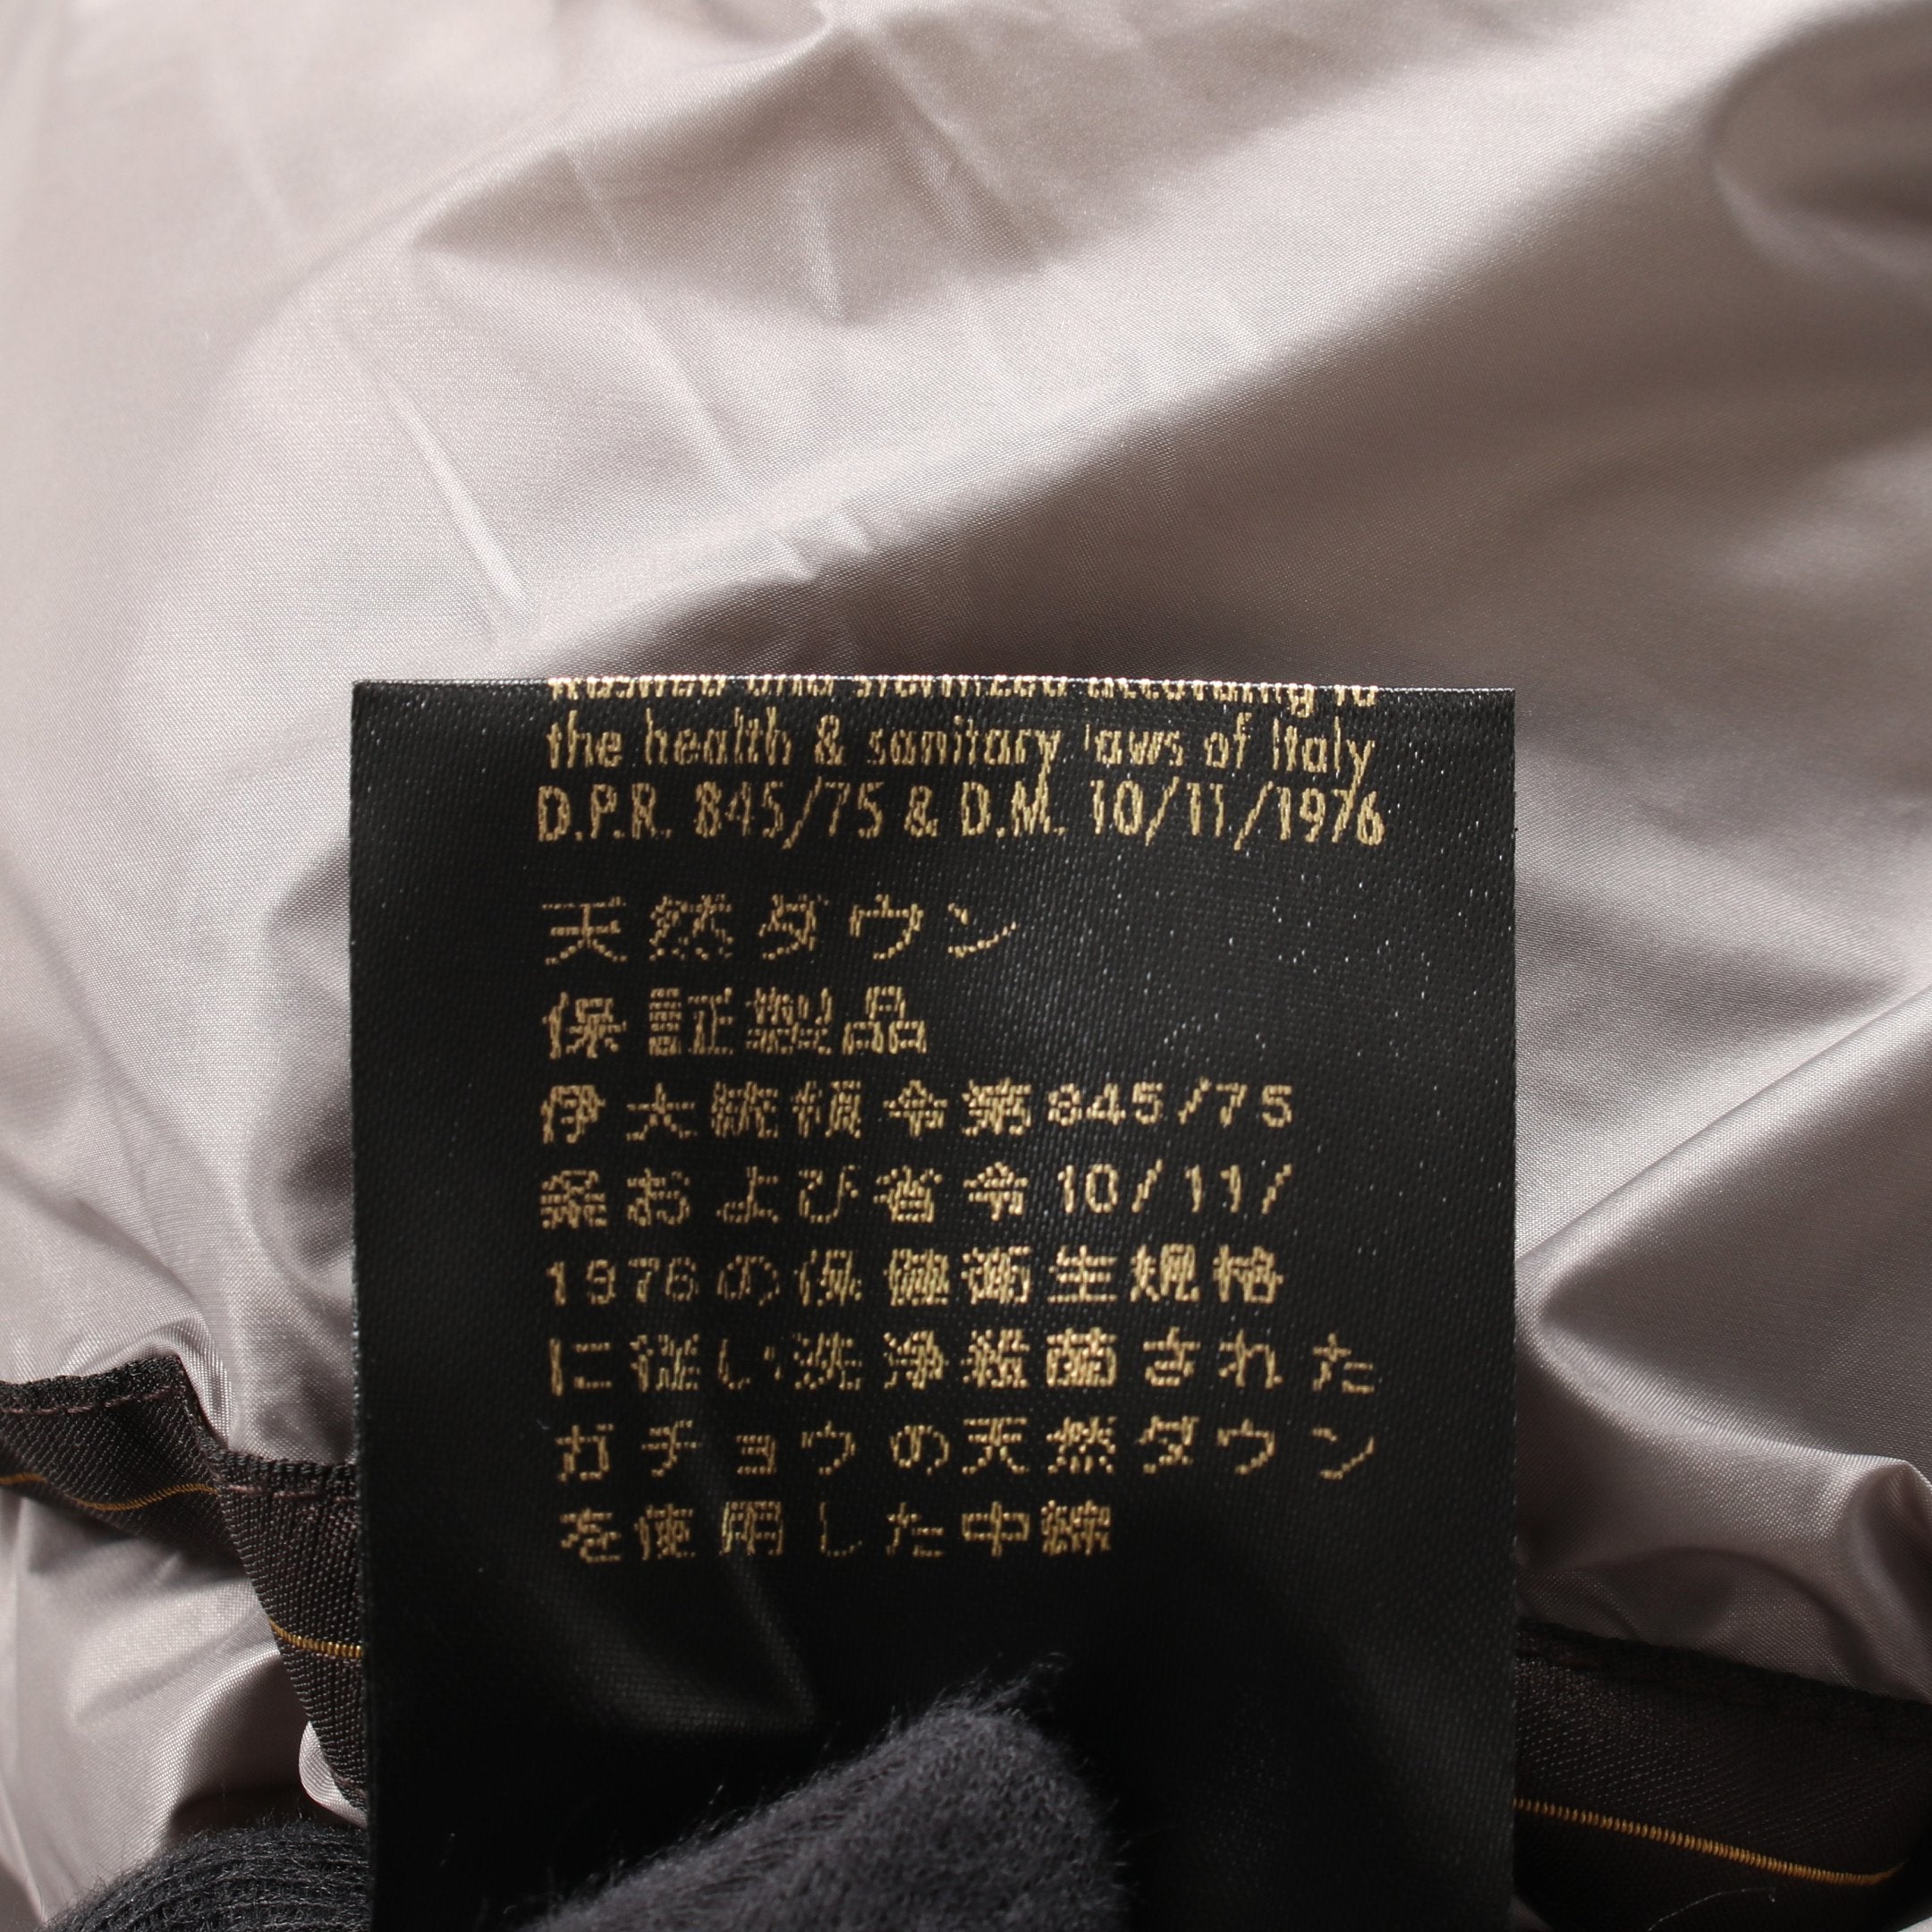 and sterilized according to
the health & sanitary laws of Italy
D.P.R. 845/75 & D.M. 10/11/1976
天然ダウン
保証製品
伊大統領令第845/75
条および省令10/11/
1976の保健衛生規格
に従い洗浄殺菌された
ガチョウの天然ダウン
を使用した中綿